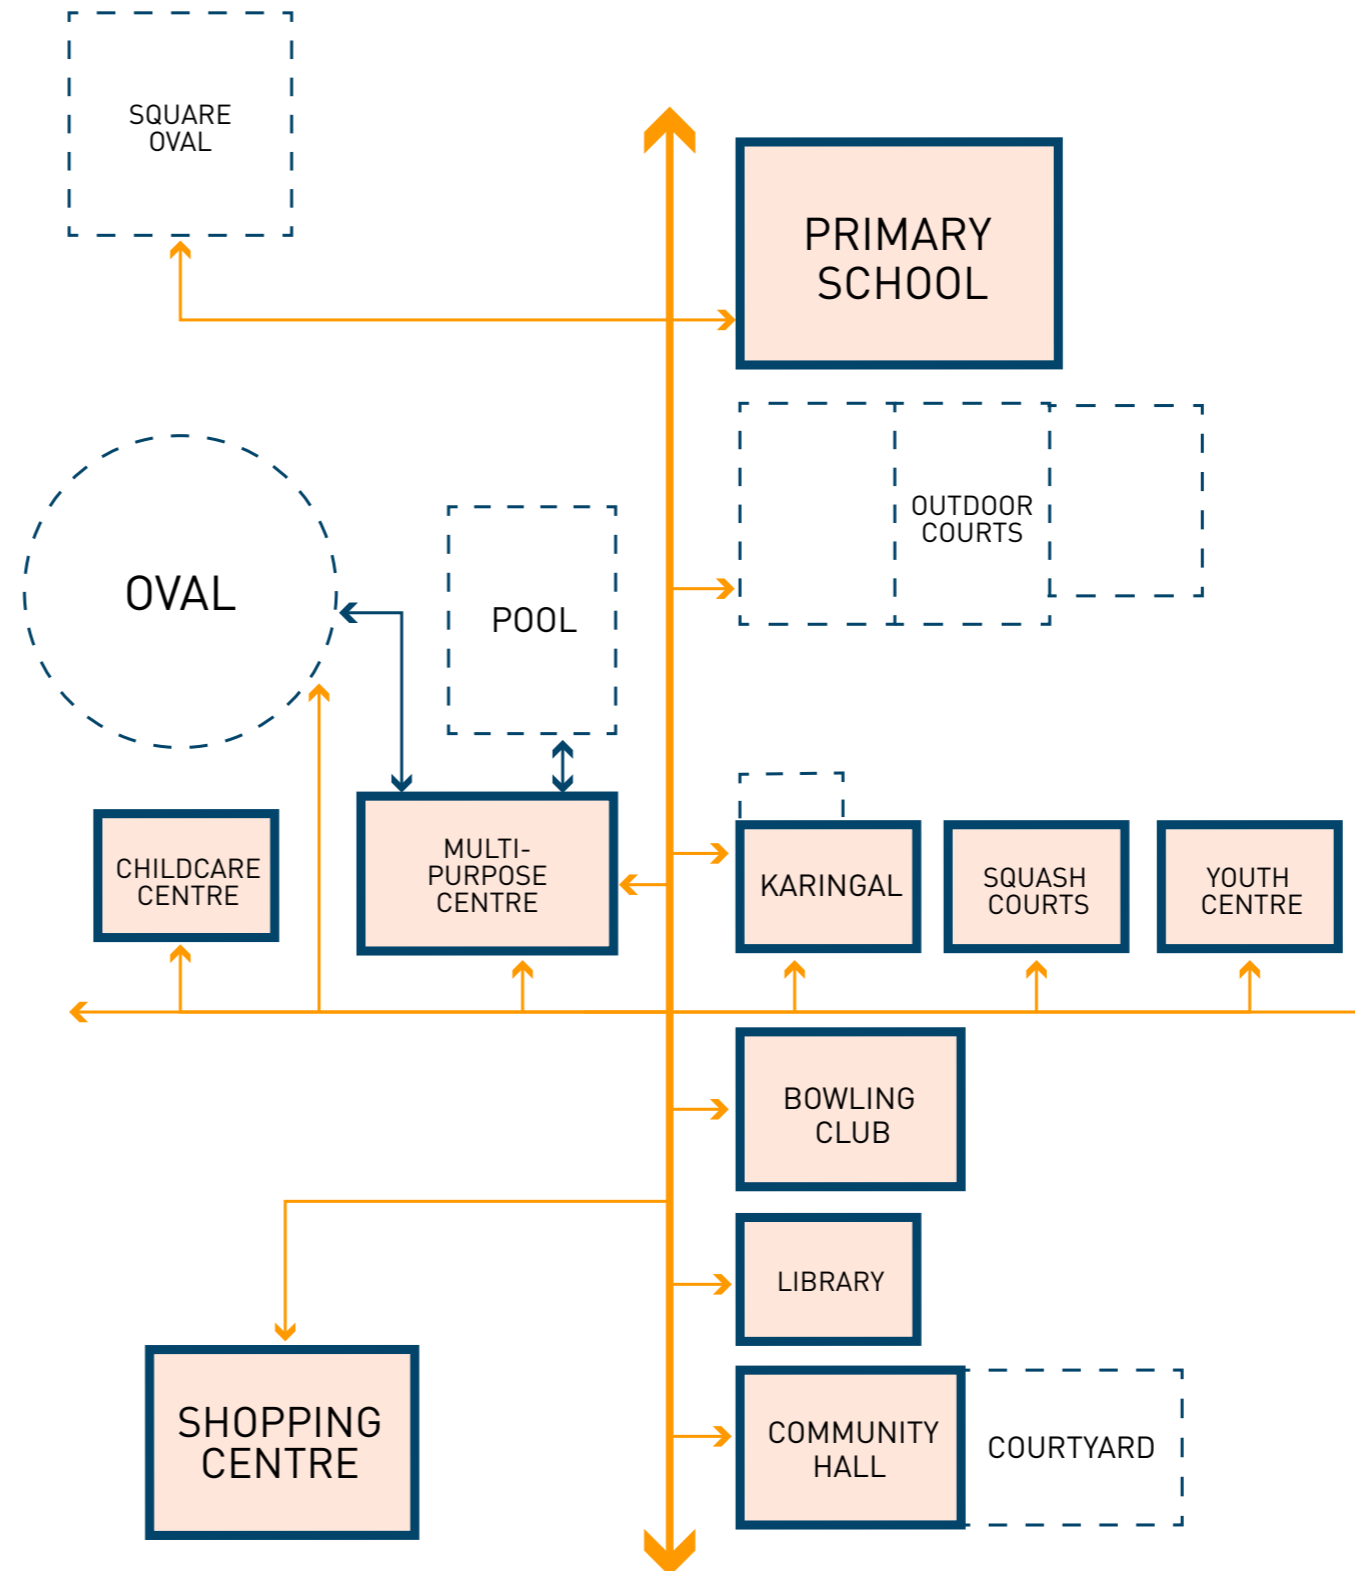 SQUARE
OVAL
PRIMARY
SCHOOL
OUTDOOR
COURTS
OVAL
POOL
CHILDCARE
CENTRE
MULTI-
PURPOSE
CENTRE
KARINGAL
SQUASH
COURTS
YOUTH
CENTRE
BOWLING
CLUB
LIBRARY
SHOPPING
CENTRE
COMMUNITY
HALL
COURTYARD